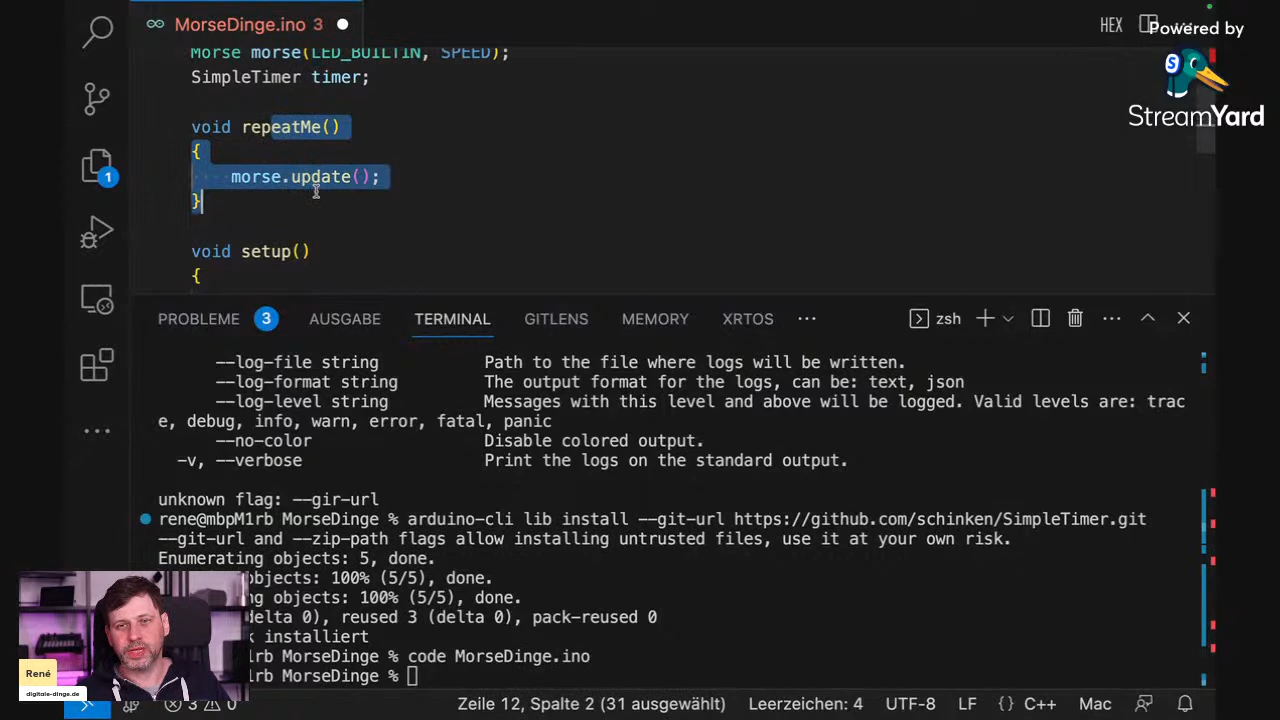 MorseDinge.ino 3
HEX
Powered by
StreamYard
Morse morse(LED_BUILTIN, SPEED);
SimpleTimer timer;
void repeatMe()
{
morse.update();
}
void setup()
{
1
PROBLEME 3 AUSGABE TERMINAL GITLENS MEMORY XRTOS
zsh
--log-file string Path to the file where logs will be written.
--log-format string The output format for the logs, can be: text, json
--log-level string Messages with this level and above will be logged. Valid levels are: trac
e, debug, info, warn, error, fatal, panic
--no-color Disable colored output.
-v, --verbose Print the logs on the standard output.
unknown flag: --gir-url
rene@mbpM1rb MorseDinge % arduino-cli lib install --git-url https://github.com/schinken/SimpleTimer.git
--git-url and --zip-path flags allow installing untrusted files, use it at your own risk.
Enumerating objects: 5, done.
objects: 100% (5/5), done.
ng objects: 100% (5/5), done.
(delta 0), reused 3 (delta 0), pack-reused 0
k installiert
1rb MorseDinge % code MorseDinge.ino
1rb MorseDinge %
René
digitale-dinge.de
3 0 Zeile 12, Spalte 2 (31 ausgewählt) Leerzeichen: 4 UTF-8 LF {} C++ Mac